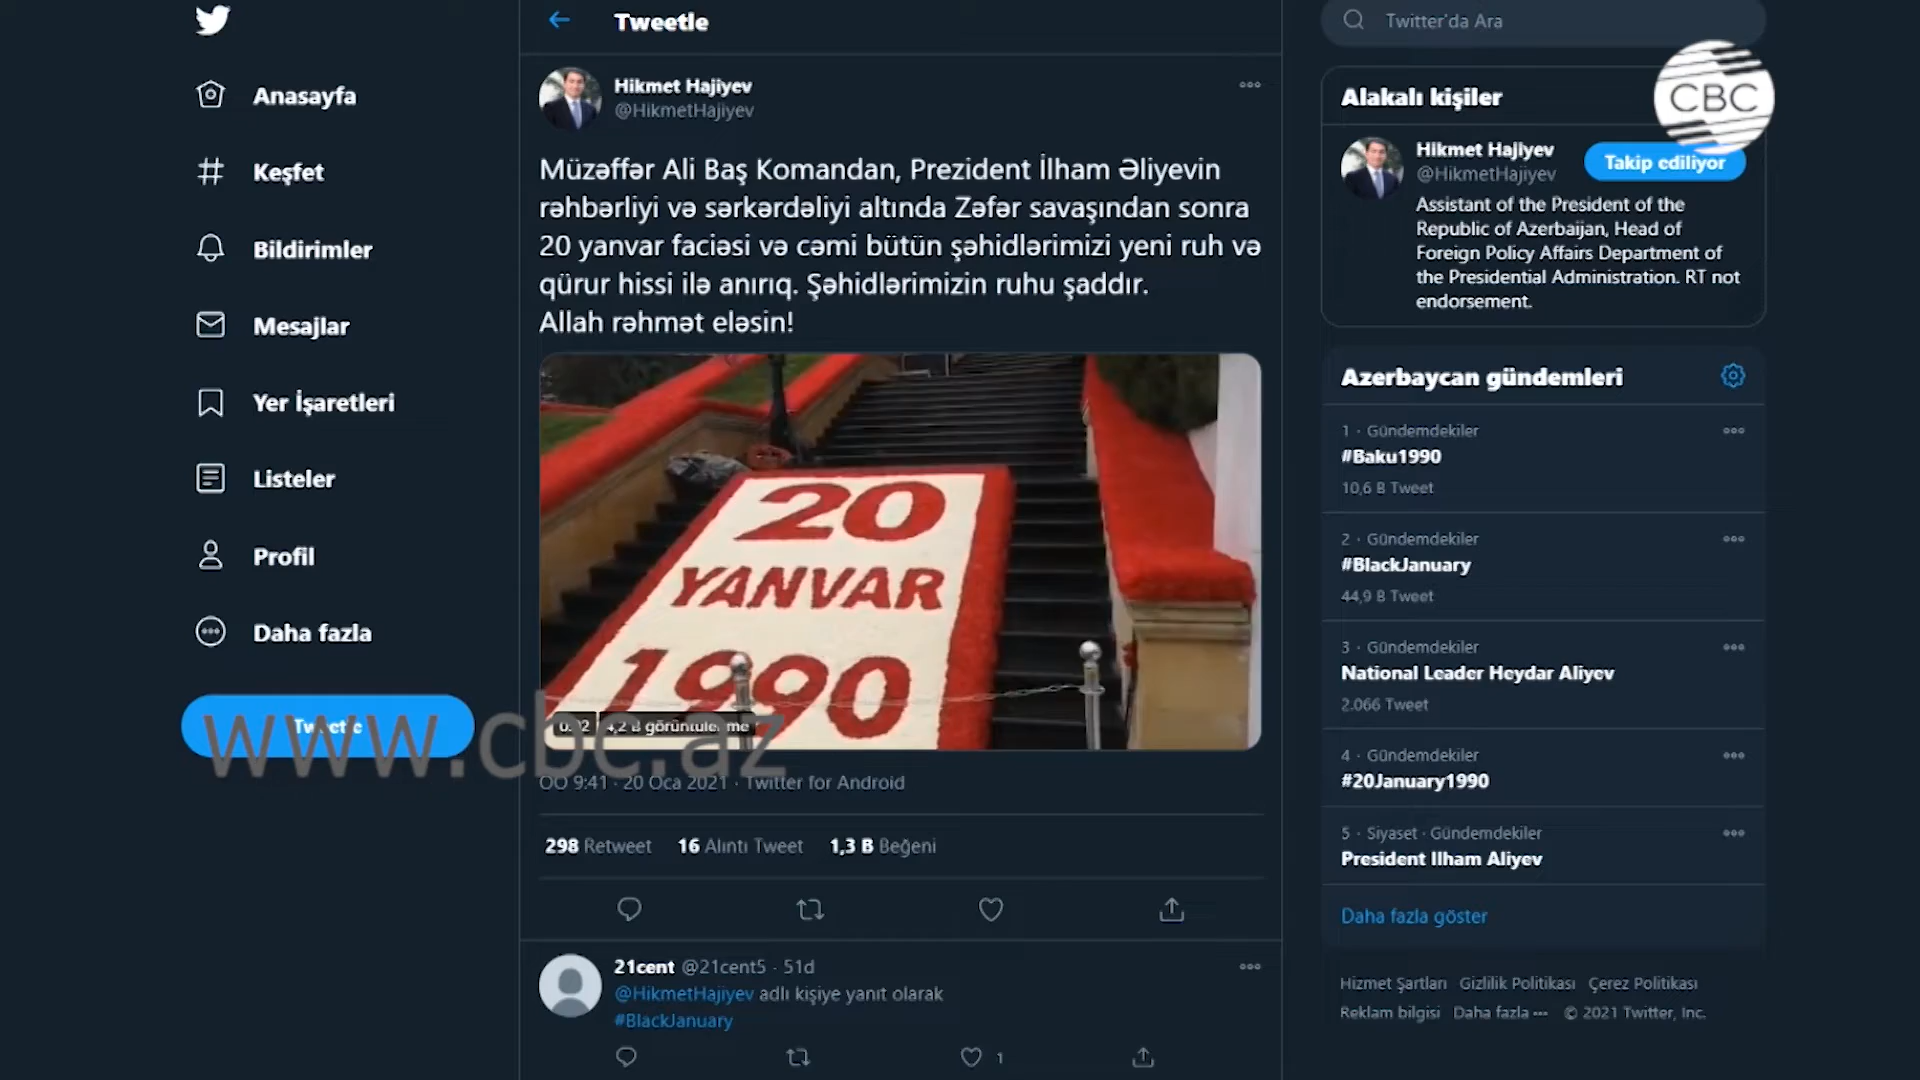 Anasayfa
Keşfet
Bildirimler
Mesajlar
Yer İşaretleri
Listeler
Profil
Daha fazla
Tweetle
www.cbc.az
Tweetle
Hikmet Hajiyev
@HikmetHajiyev
Müzəffər Ali Baş Komandan, Prezident İlham Əliyevin
rəhbərliyi və sərkərdəliyi altında Zəfər savaşından sonra
20 yanvar faciəsi və cəmi bütün şəhidlərimizi yeni ruh və
qürur hissi ilə anırıq. Şəhidlərimizin ruhu şaddır.
Allah rəhmət eləsin!
20
YANVAR
1990
görüntülenme
ÖÖ 9:41 · 20 Oca 2021 · Twitter for Android
298 Retweet 16 Alıntı Tweet 1,3 B Beğeni
21cent @21cent5 · 51d
@HikmetHajiyev adlı kişiye yanıt olarak
#BlackJanuary
1
Twitter'da Ara
CBC
Alakalı kişiler
Hikmet Hajiyev
@HikmetHajiyev
Takip ediliyor
Assistant of the President of the
Republic of Azerbaijan, Head of
Foreign Policy Affairs Department of
the Presidential Administration. RT not
endorsement.
Azerbaycan gündemleri
1 · Gündemdekiler
#Baku1990
10,6 B Tweet
2 · Gündemdekiler
#BlackJanuary
44,9 B Tweet
3 · Gündemdekiler
National Leader Heydar Aliyev
2.066 Tweet
4 · Gündemdekiler
#20January1990
5 · Siyaset · Gündemdekiler
President Ilham Aliyev
Daha fazla göster
Hizmet Şartları Gizlilik Politikası Çerez Politikası
Reklam bilgisi Daha fazla ··· © 2021 Twitter, Inc.